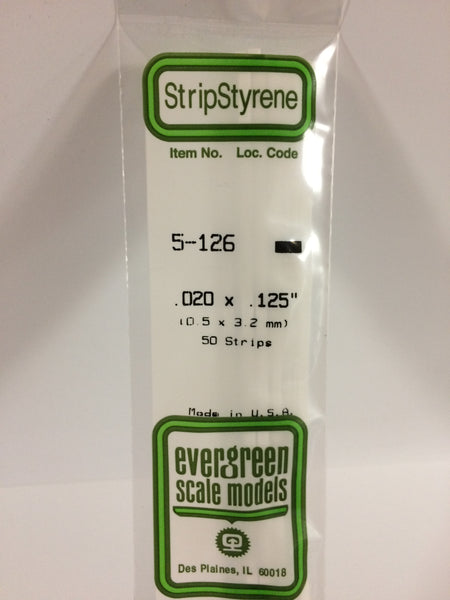 StripStyrene
Item No. Loc. Code
5-126
.020 x .125"
(0.5 x 3.2 mm)
50 Strips
Made in U.S.A.
evergreen
scale models
Des Plaines, IL 60018